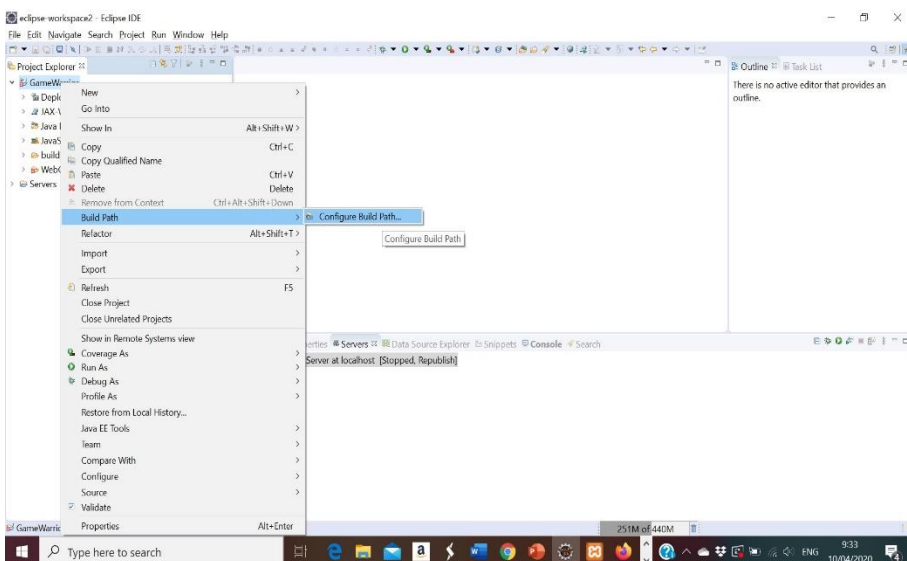 eclipse-workspace2 - Eclipse IDE
File Edit Navigate Search Project Run Window Help
Project Explorer
Outline Task List
There is no active editor that provides an
outline.
GameWarrior
Deplo
JAX-
Java
JavaS
build
WebC
Servers
New
Go Into
Show In Alt+Shift+W
Copy Ctrl+C
Copy Qualified Name
Paste Ctrl+V
Delete Delete
Remove from Context Ctrl+Alt+Shift+Down
Build Path
Configure Build Path...
Refactor Alt+Shift+T
Configure Build Path
Import
Export
Refresh F5
Close Project
Close Unrelated Projects
Show in Remote Systems view
Coverage As
Run As
Debug As
Profile As
Restore from Local History...
Java EE Tools
Team
Compare With
Configure
Source
Validate
Properties Alt+Enter
erties Servers Data Source Explorer Snippets Console Search
Server at localhost [Stopped, Republish]
GameWarric
251M of 440M
Type here to search
ENG
9:33
10/04/2020